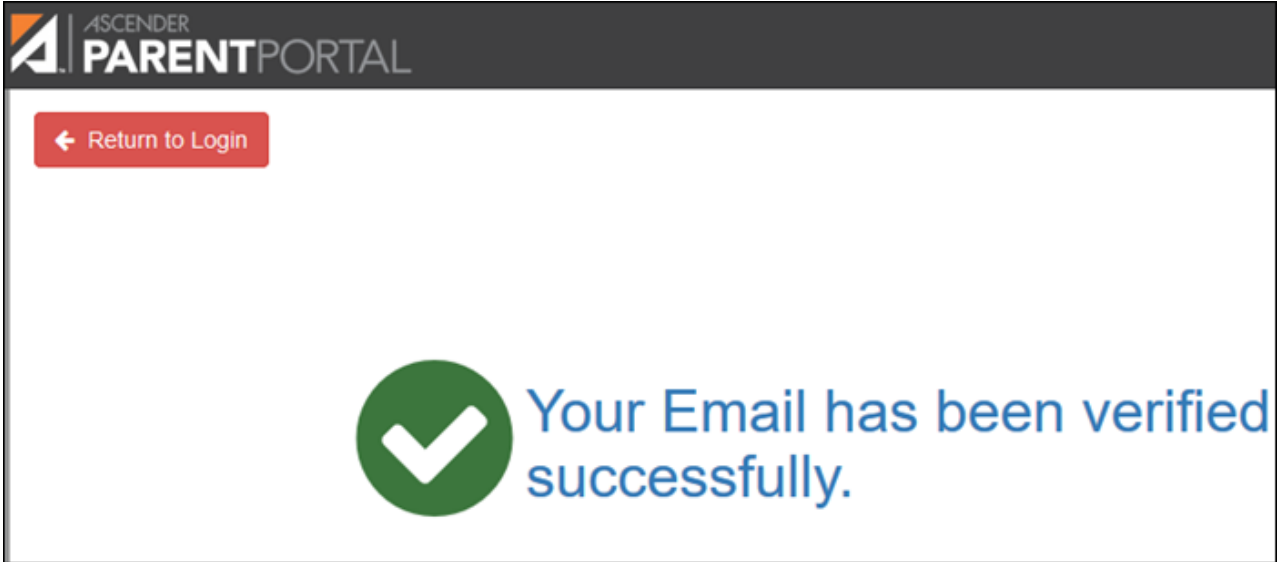 ASCENDER
PARENTPORTAL
Return to Login
Your Email has been verified
successfully.